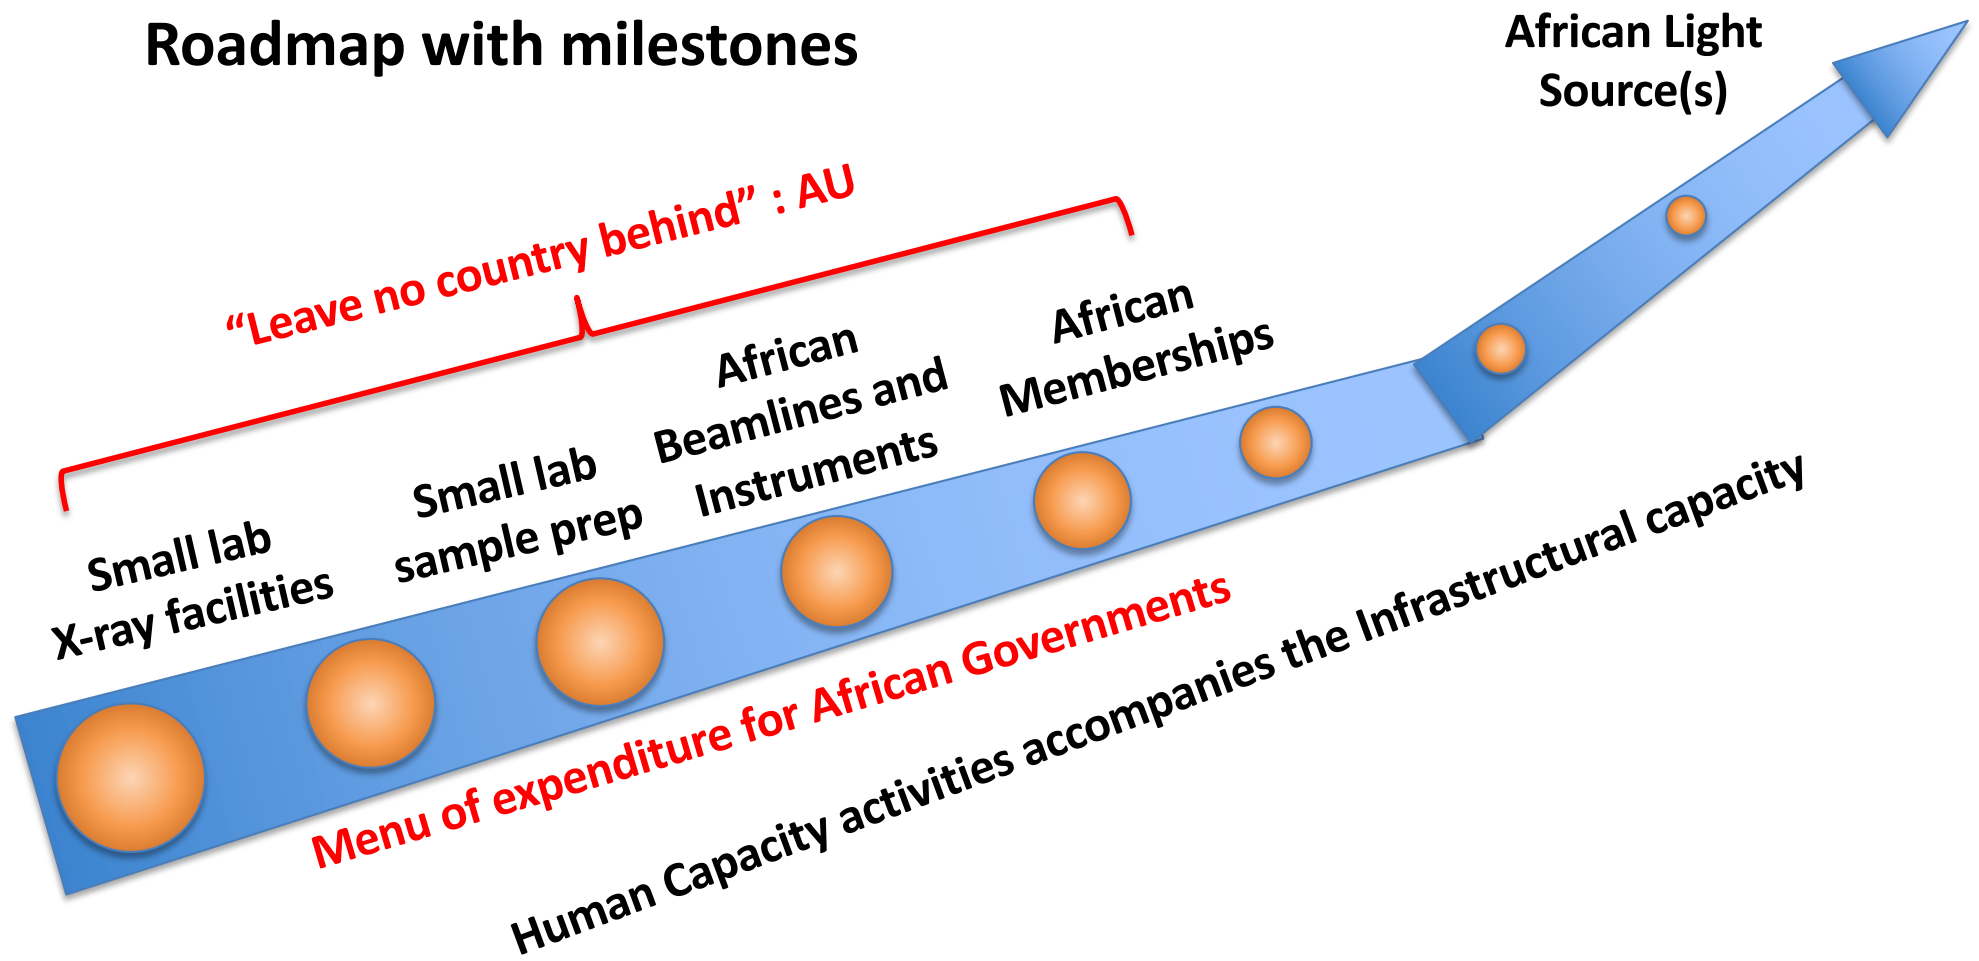 Roadmap with milestones
African Light
Source(s)
“Leave no country behind” : AU
Small lab
X-ray facilities
Small lab
sample prep
African
Beamlines and
Instruments
African
Memberships
Menu of expenditure for African Governments
Human Capacity activities accompanies the Infrastructural capacity